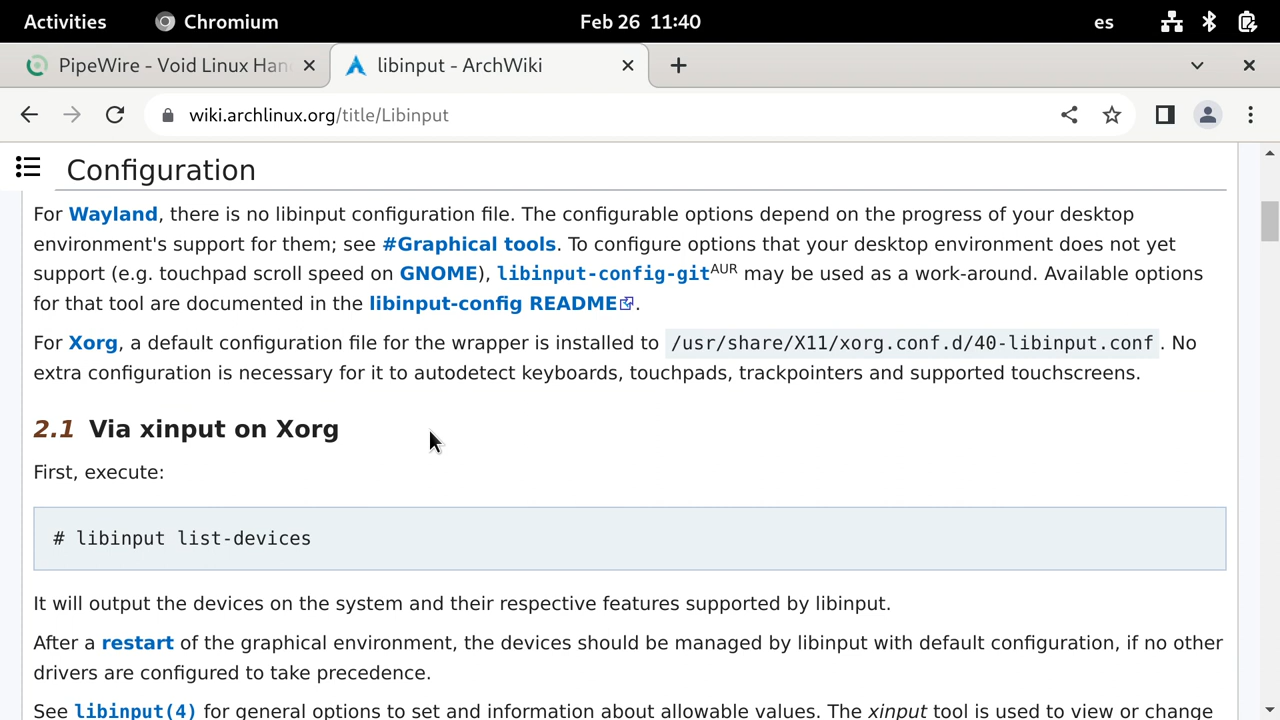 Activities Chromium Feb 26 11:40 es
PipeWire - Void Linux Han libinput - ArchWiki
wiki.archlinux.org/title/Libinput
Configuration
For Wayland, there is no libinput configuration file. The configurable options depend on the progress of your desktop
environment's support for them; see #Graphical tools. To configure options that your desktop environment does not yet
support (e.g. touchpad scroll speed on GNOME), libinput-config-gitAUR may be used as a work-around. Available options
for that tool are documented in the libinput-config README.
For Xorg, a default configuration file for the wrapper is installed to /usr/share/X11/xorg.conf.d/40-libinput.conf. No
extra configuration is necessary for it to autodetect keyboards, touchpads, trackpointers and supported touchscreens.
2.1 Via xinput on Xorg
First, execute:
# libinput list-devices
It will output the devices on the system and their respective features supported by libinput.
After a restart of the graphical environment, the devices should be managed by libinput with default configuration, if no other
drivers are configured to take precedence.
See libinput(4) for general options to set and information about allowable values. The xinput tool is used to view or change